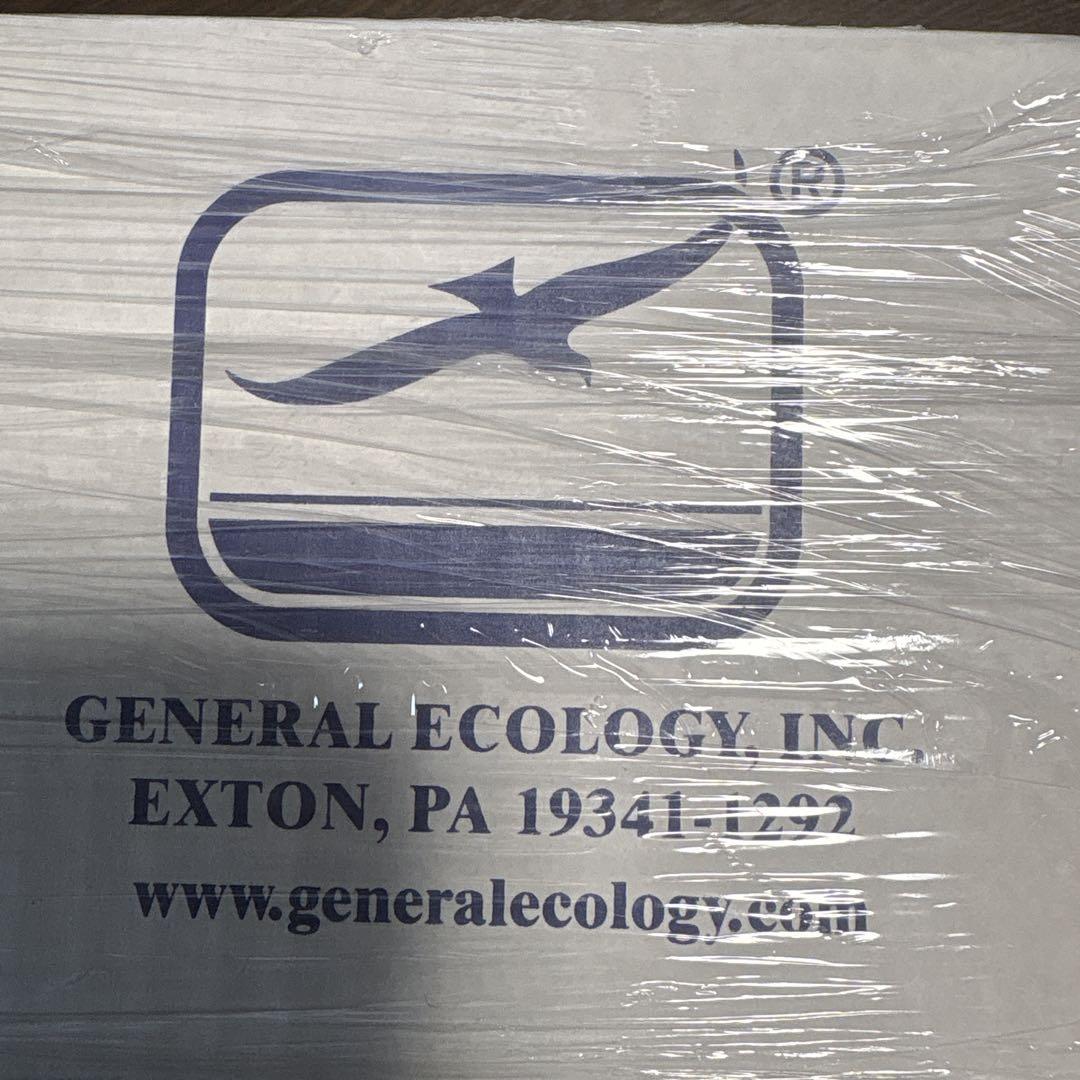 ®
GENERAL ECOLOGY, INC.
EXTON, PA 19341-1292
www.generalecology.com